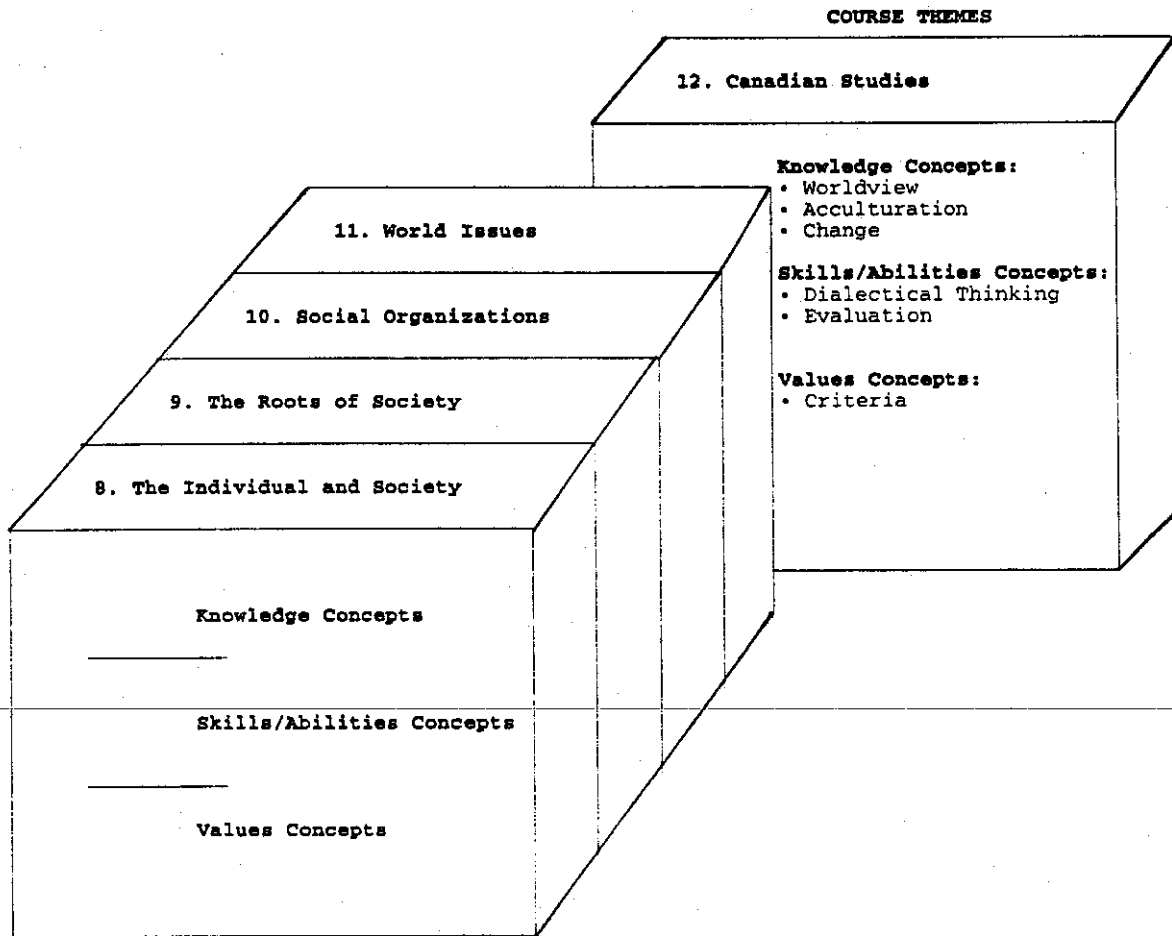 COURSE THEMES
12. Canadian Studies
Knowledge Concepts:
• Worldview
• Acculturation
• Change
Skills/Abilities Concepts:
• Dialectical Thinking
• Evaluation
Values Concepts:
• Criteria
11. World Issues
10. Social Organizations
9. The Roots of Society
8. The Individual and Society
Knowledge Concepts
Skills/Abilities Concepts
Values Concepts